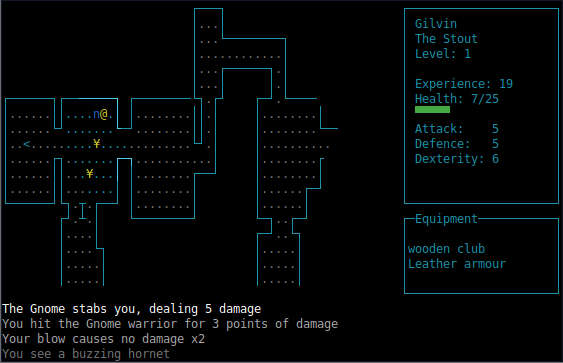 Gilvin
The Stout
Level: 1
Experience: 19
Health: 7/25
Attack: 5
Defence: 5
Dexterity: 6
Equipment
wooden club
Leather armour
n@
<
¥
¥
The Gnome stabs you, dealing 5 damage
You hit the Gnome warrior for 3 points of damage
Your blow causes no damage x2
You see a buzzing hornet